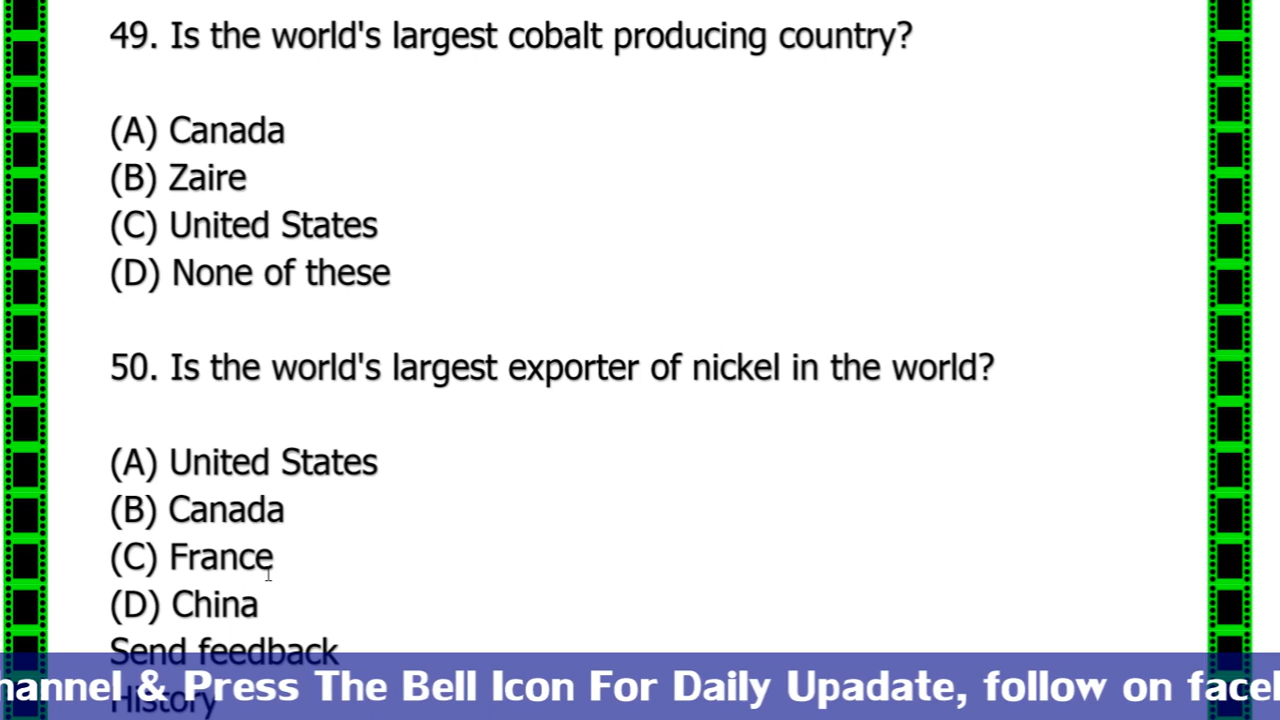 49. Is the world's largest cobalt producing country?
(A) Canada
(B) Zaire
(C) United States
(D) None of these
50. Is the world's largest exporter of nickel in the world?
(A) United States
(B) Canada
(C) France
(D) China
Send feedback
History
& Press The Bell Icon For Daily Upadate, follow on